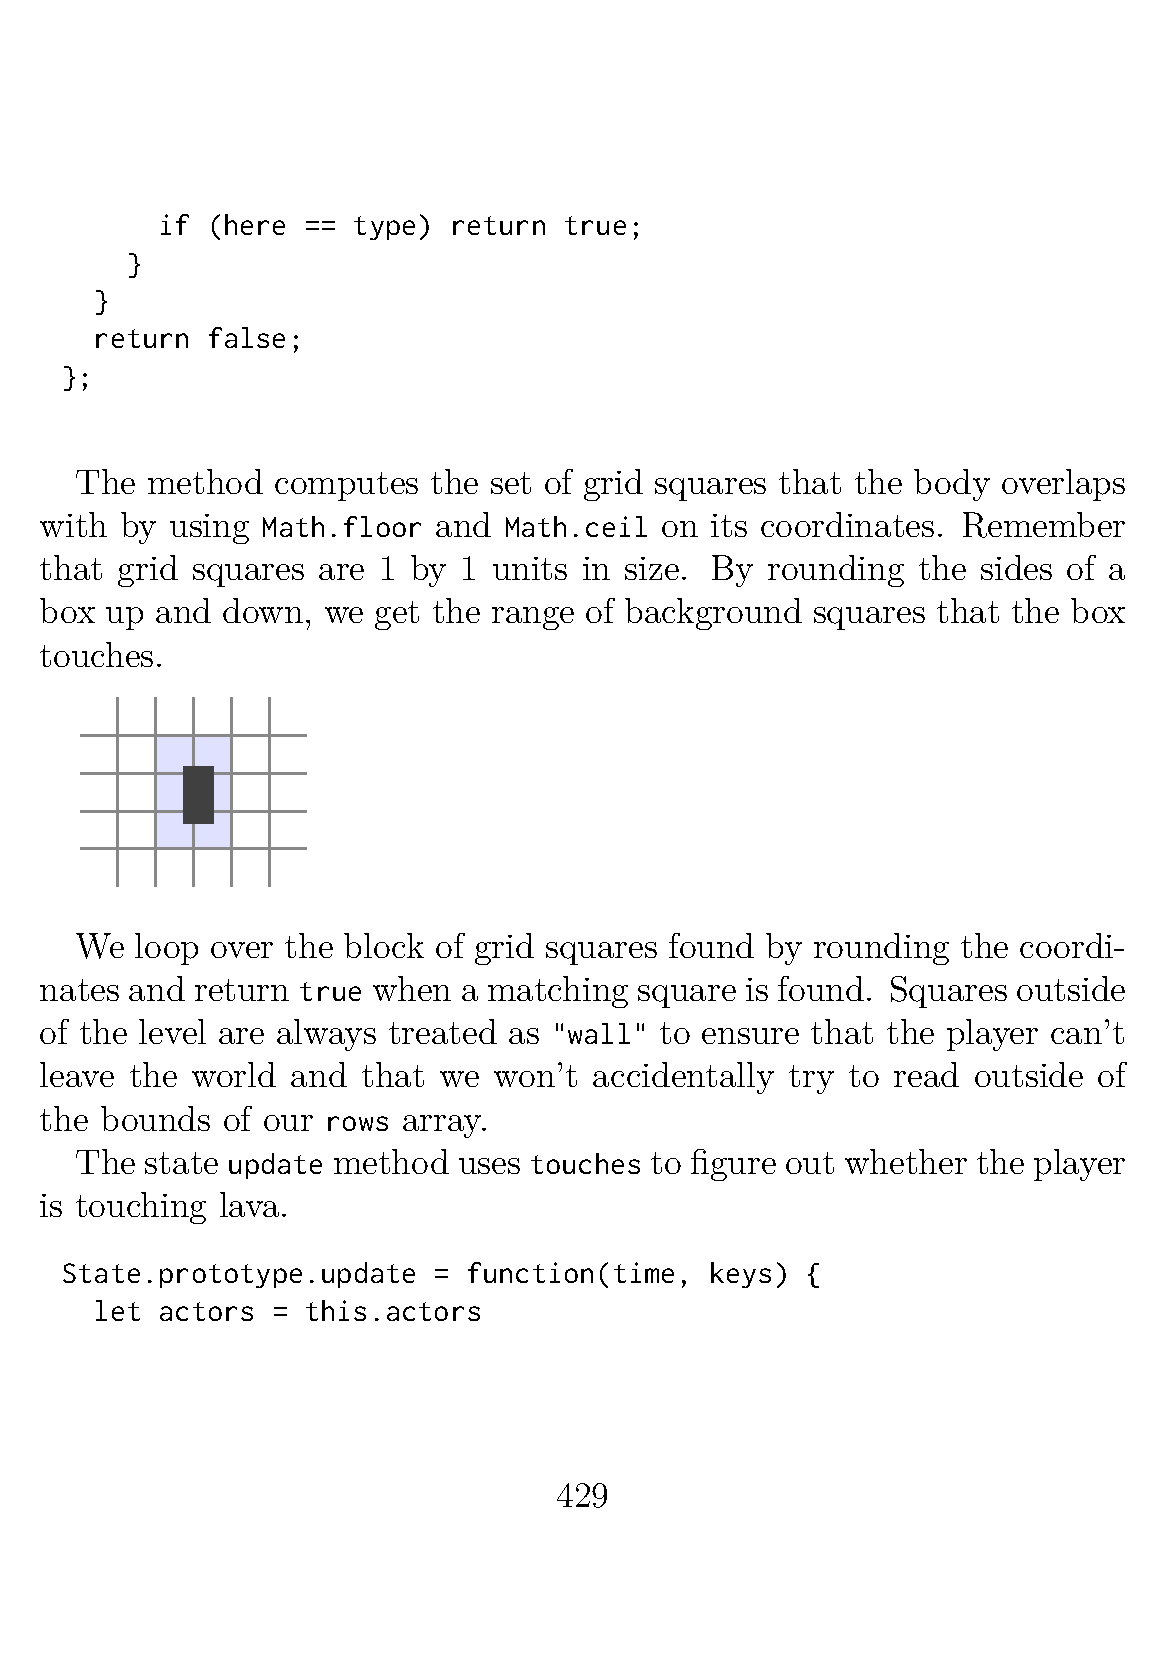 if (here == type) return true;
}
}
return false;
};
The method computes the set of grid squares that the body overlaps
with by using Math.floor and Math.ceil on its coordinates. Remember
that grid squares are 1 by 1 units in size. By rounding the sides of a
box up and down, we get the range of background squares that the box
touches.
We loop over the block of grid squares found by rounding the coordi-
nates and return true when a matching square is found. Squares outside
of the level are always treated as "wall" to ensure that the player can't
leave the world and that we won't accidentally try to read outside of
the bounds of our rows array.
The state update method uses touches to figure out whether the player
is touching lava.
State.prototype.update = function(time, keys) {
let actors = this.actors
429